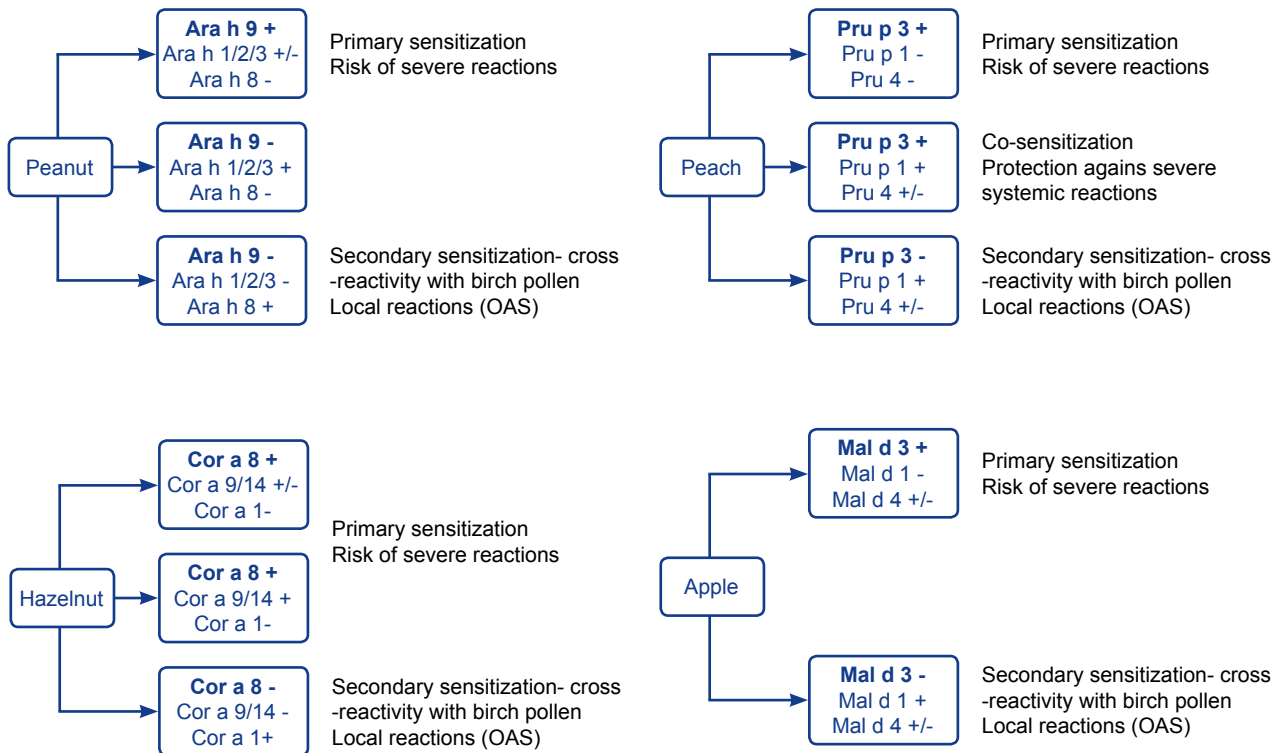 Peanut
Ara h 9 +
Ara h 1/2/3 +/-
Ara h 8 -
Primary sensitization
Risk of severe reactions
Ara h 9 -
Ara h 1/2/3 +
Ara h 8 -
Ara h 9 -
Ara h 1/2/3 -
Ara h 8 +
Secondary sensitization- cross
-reactivity with birch pollen
Local reactions (OAS)
Peach
Pru p 3 +
Pru p 1 -
Pru 4 -
Primary sensitization
Risk of severe reactions
Pru p 3 +
Pru p 1 +
Pru 4 +/-
Co-sensitization
Protection agains severe
systemic reactions
Pru p 3 -
Pru p 1 +
Pru 4 +/-
Secondary sensitization- cross
-reactivity with birch pollen
Local reactions (OAS)
Hazelnut
Cor a 8 +
Cor a 9/14 +/-
Cor a 1-
Primary sensitization
Risk of severe reactions
Cor a 8 +
Cor a 9/14 +
Cor a 1-
Cor a 8 -
Cor a 9/14 -
Cor a 1+
Secondary sensitization- cross
-reactivity with birch pollen
Local reactions (OAS)
Apple
Mal d 3 +
Mal d 1 -
Mal d 4 +/-
Primary sensitization
Risk of severe reactions
Mal d 3 -
Mal d 1 +
Mal d 4 +/-
Secondary sensitization- cross
-reactivity with birch pollen
Local reactions (OAS)